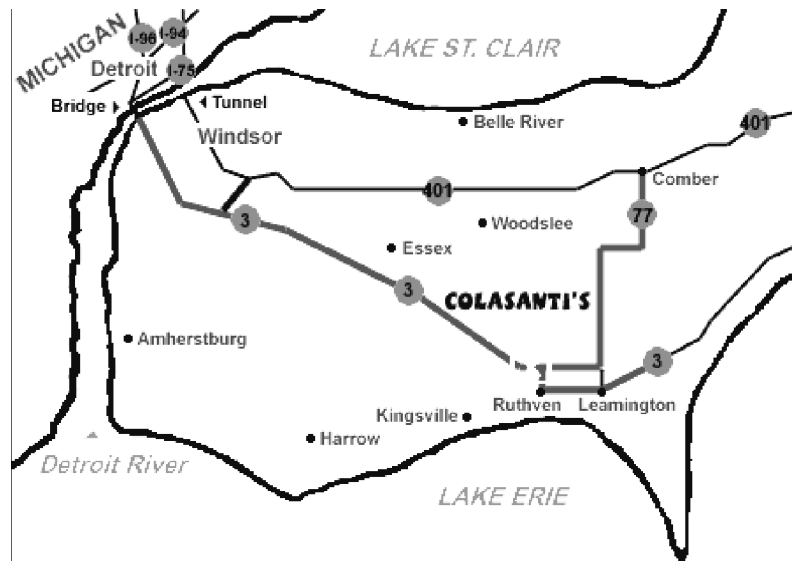 I-96
I-94
MICHIGAN
Detroit
I-75
LAKE ST. CLAIR
Bridge
Tunnel
Windsor
Belle River
401
Comber
401
77
3
Woodslee
Essex
3
COLASANTI'S
Amherstburg
3
Ruthven
Leamington
Kingsville
Harrow
Detroit River
LAKE ERIE